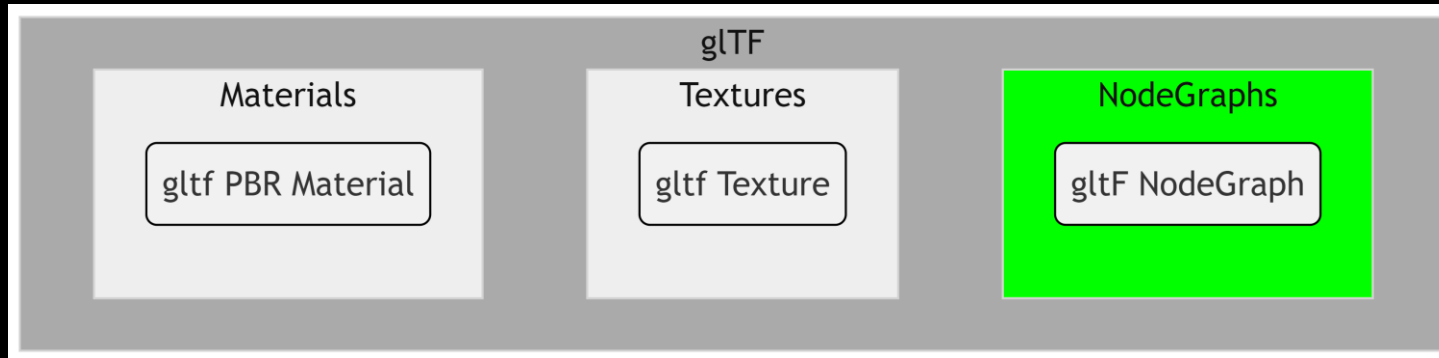 glTF
Materials
Textures
NodeGraphs
gltf PBR Material
gltf Texture
gltF NodeGraph